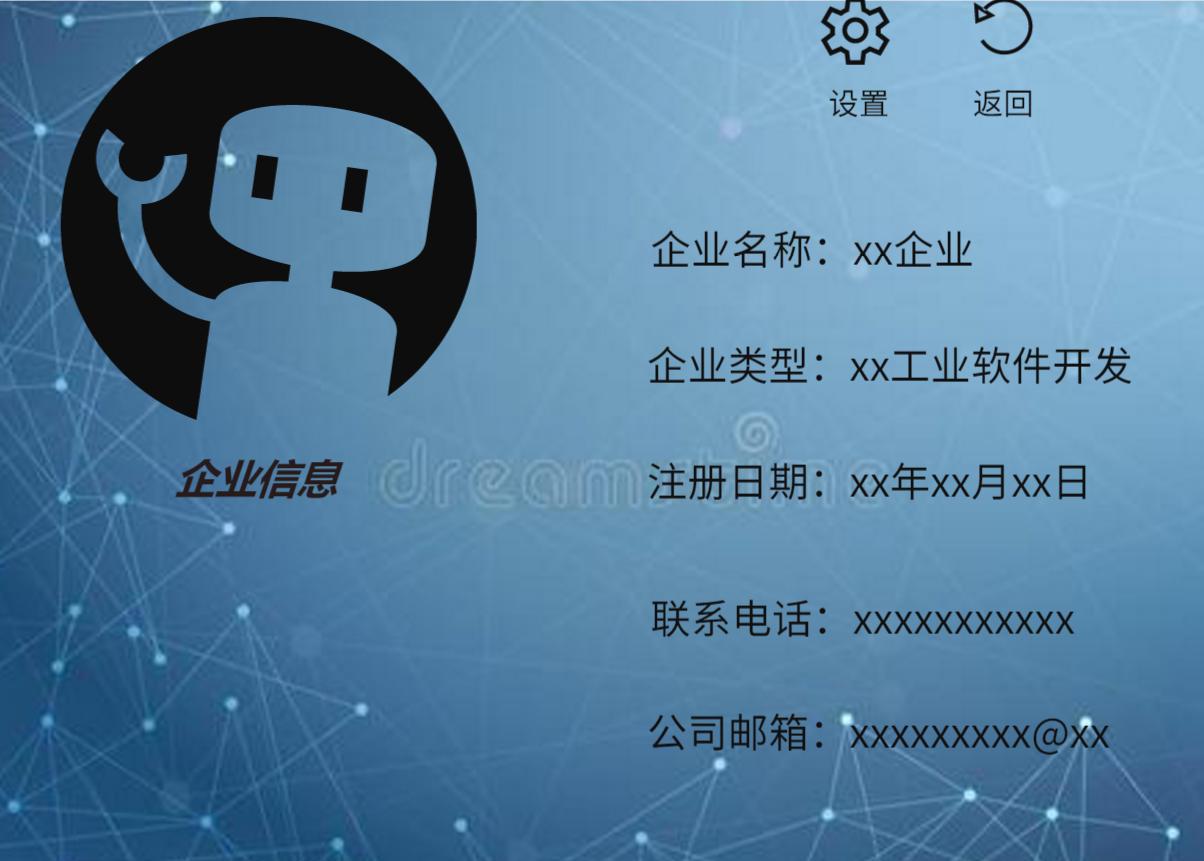 设置 返回
企业名称：xx企业
企业类型：xx工业软件开发
企业信息
dreamstime
注册日期：xx年xx月xx日
联系电话：xxxxxxxxxxx
公司邮箱：xxxxxxxxx@xx